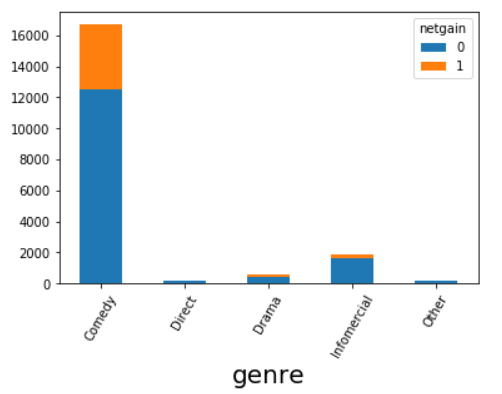 netgain
0
1
16000
14000
12000
10000
8000
6000
4000
2000
0
Comedy
Direct
Drama
Infomercial
Other
genre